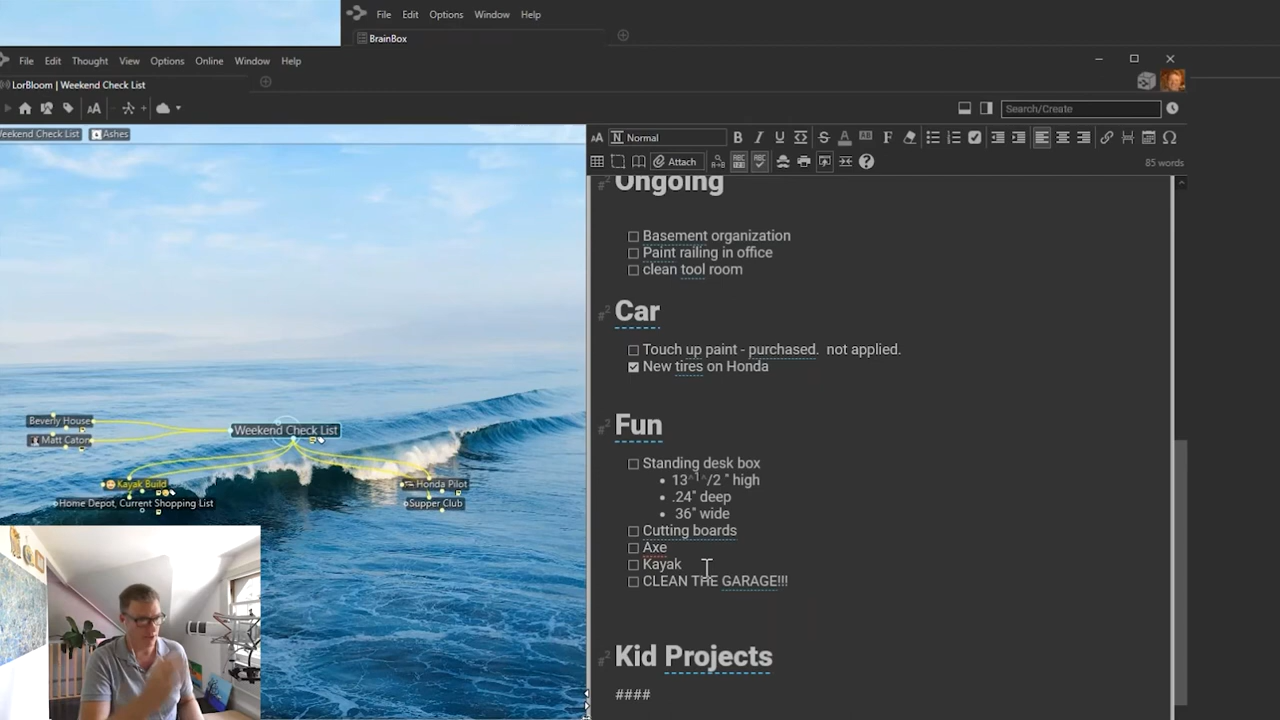 File Edit Options Window Help
BrainBox
File Edit Thought View Options Online Window Help
LorBloom | Weekend Check List
Search/Create
Weekend Check List Ashes
Normal
Attach
85 words
Ongoing
Basement organization
Paint railing in office
clean tool room
Car
Touch up paint - purchased. not applied.
New tires on Honda
Fun
Standing desk box
13^1^/2 " high
.24" deep
36" wide
Cutting boards
Axe
Kayak
CLEAN THE GARAGE!!!
Kid Projects
####
Beverly House
Matt Caton
Weekend Check List
Kayak Build
Home Depot, Current Shopping List
Honda Pilot
Supper Club